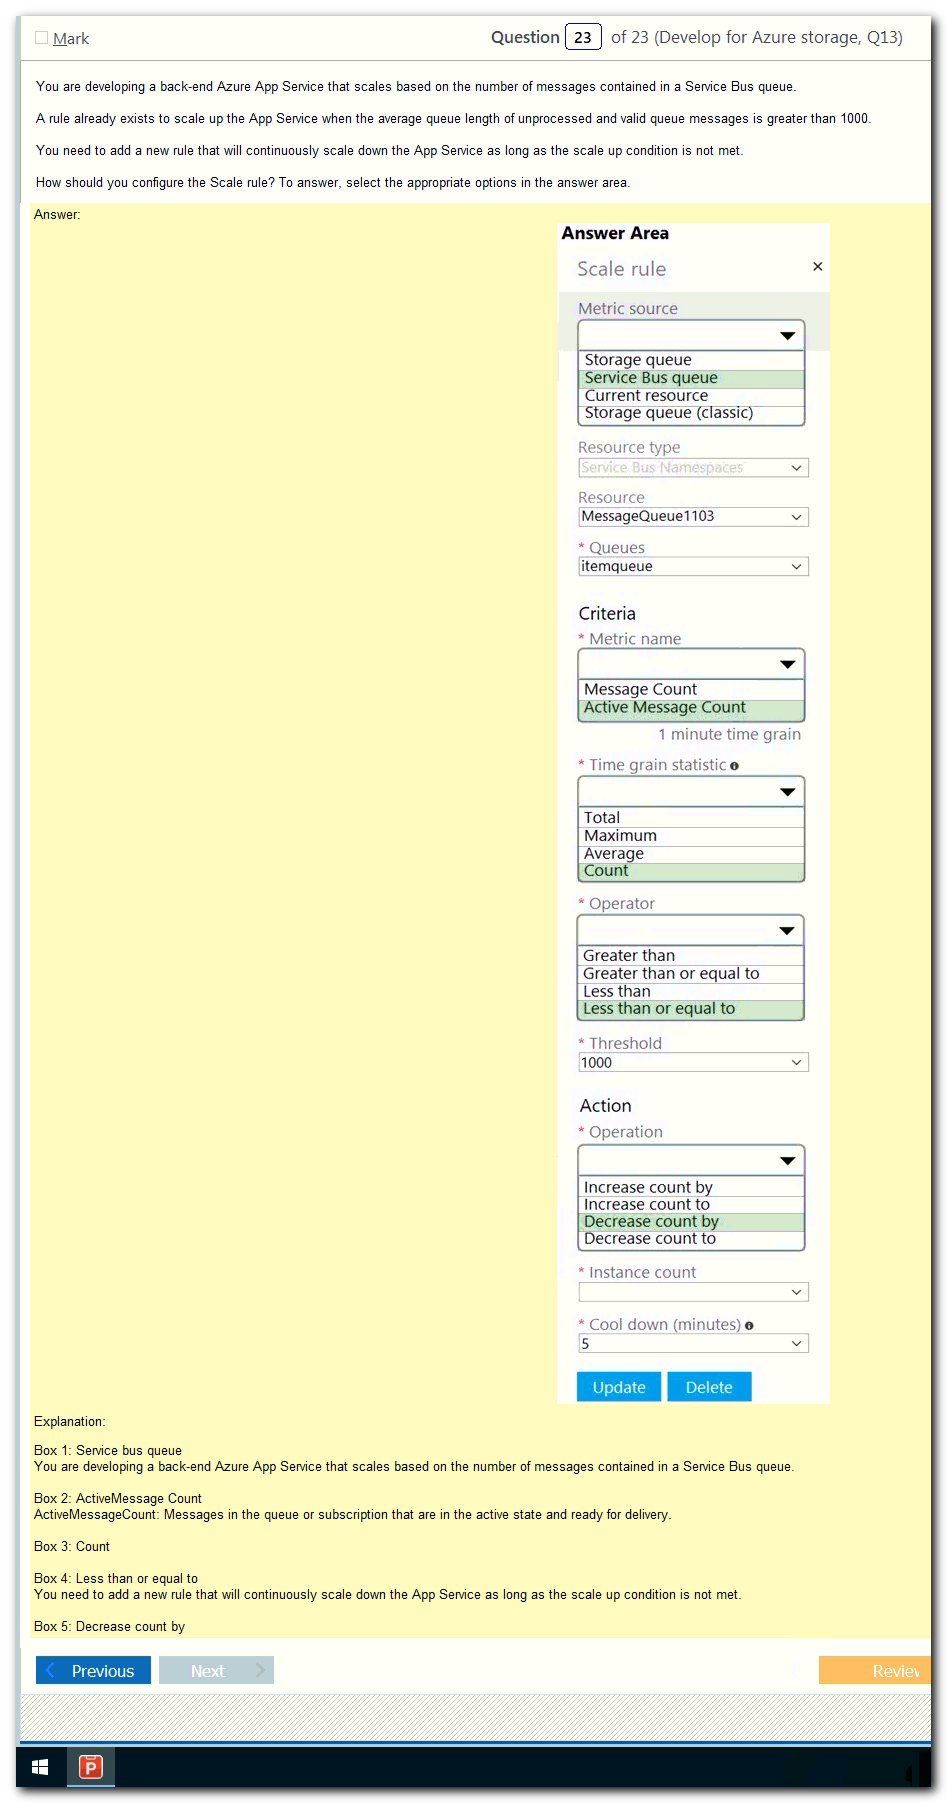 Mark
Question 23 of 23 (Develop for Azure storage, Q13)
You are developing a back-end Azure App Service that scales based on the number of messages contained in a Service Bus queue.
A rule already exists to scale up the App Service when the average queue length of unprocessed and valid queue messages is greater than 1000.
You need to add a new rule that will continuously scale down the App Service as long as the scale up condition is not met.
How should you configure the Scale rule? To answer, select the appropriate options in the answer area.
Answer:
Answer Area
Scale rule ×
Metric source
Storage queue
Service Bus queue
Current resource
Storage queue (classic)
Resource type
Service Bus Namespaces
Resource
MessageQueue1103
* Queues
itemqueue
Criteria
* Metric name
Message Count
Active Message Count
1 minute time grain
* Time grain statistic
Total
Maximum
Average
Count
* Operator
Greater than
Greater than or equal to
Less than
Less than or equal to
* Threshold
1000
Action
* Operation
Increase count by
Increase count to
Decrease count by
Decrease count to
* Instance count
* Cool down (minutes)
5
Update Delete
Explanation:
Box 1: Service bus queue
You are developing a back-end Azure App Service that scales based on the number of messages contained in a Service Bus queue.
Box 2: ActiveMessage Count
ActiveMessageCount: Messages in the queue or subscription that are in the active state and ready for delivery.
Box 3: Count
Box 4: Less than or equal to
You need to add a new rule that will continuously scale down the App Service as long as the scale up condition is not met.
Box 5: Decrease count by
Previous Next Review
P